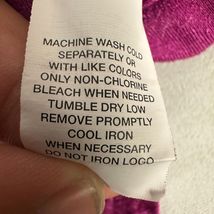 MACHINE WASH COLD
SEPARATELY OR
WITH LIKE COLORS
ONLY NON-CHLORINE
BLEACH WHEN NEEDED
TUMBLE DRY LOW
REMOVE PROMPTLY
COOL IRON
WHEN NECESSARY
DO NOT IRON LOGO